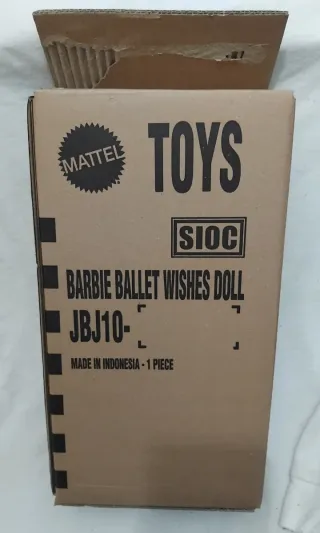 MATTEL
TOYS
SIOC
BARBIE BALLET WISHES DOLL
JBJ10-
MADE IN INDONESIA - 1 PIECE